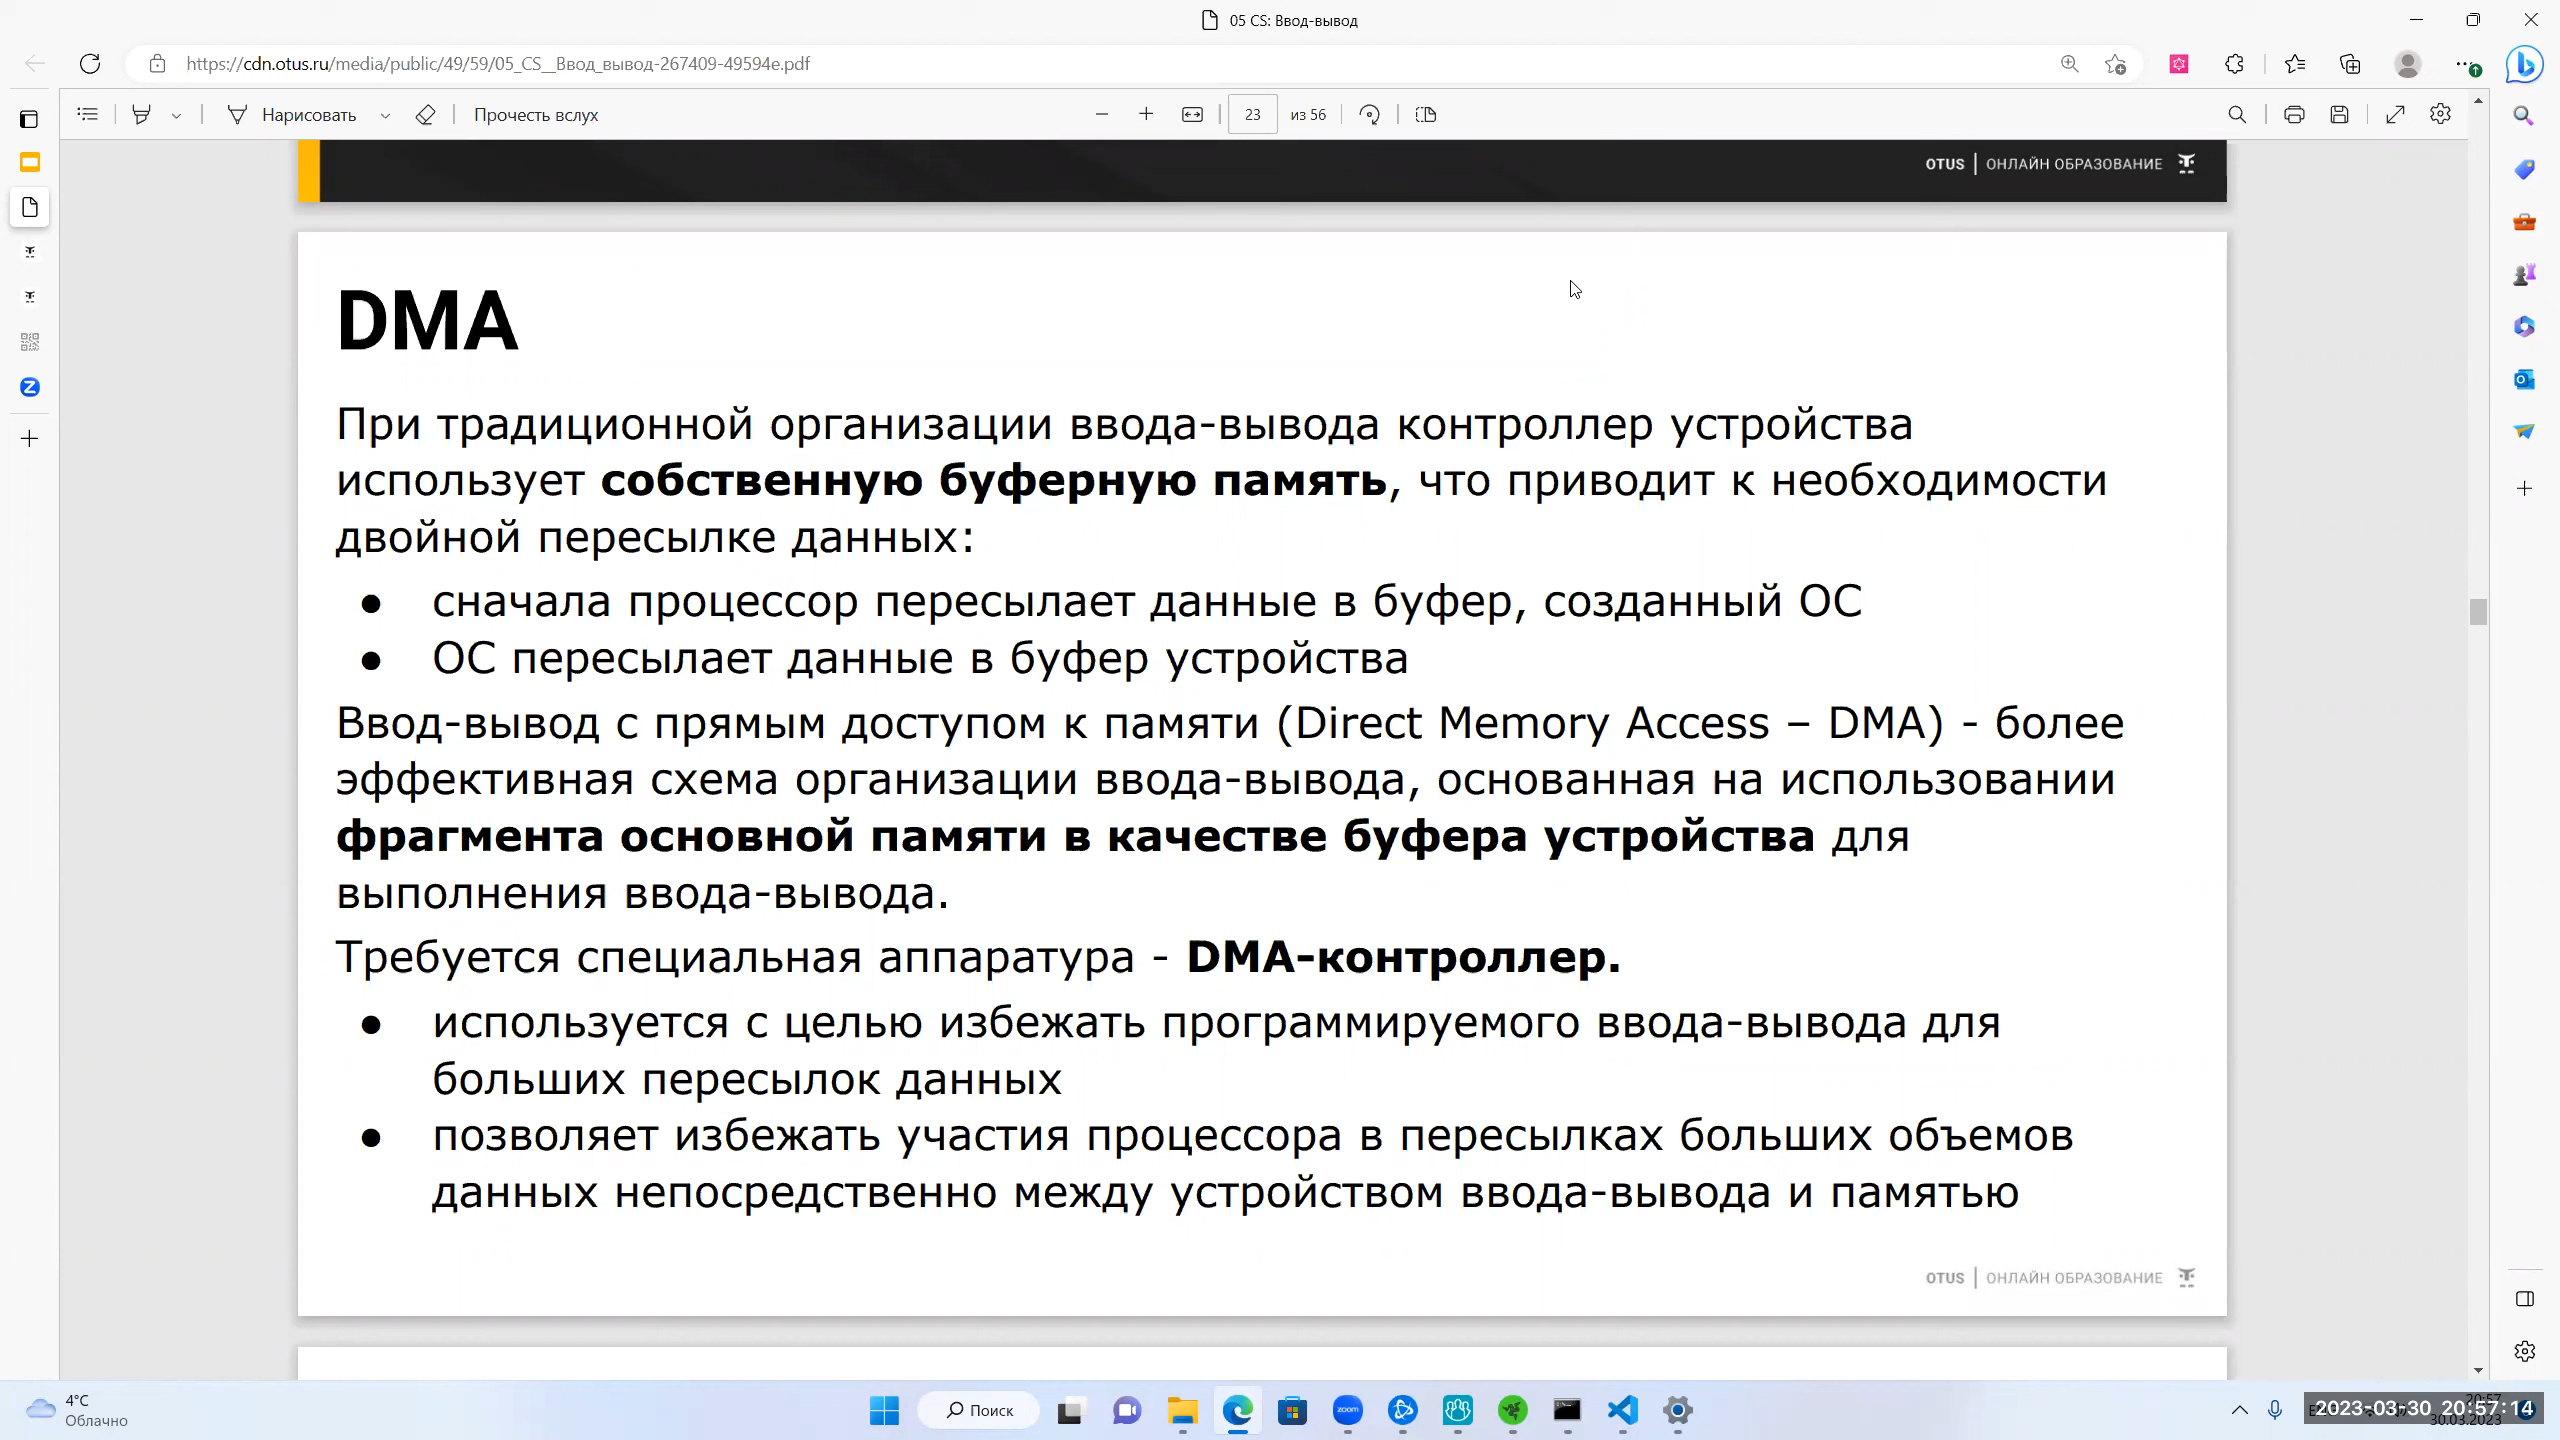 05 CS: Ввод-вывод
https://cdn.otus.ru/media/public/49/59/05_CS__Ввод_вывод-267409-49594e.pdf
Нарисовать
Прочесть вслух
23 из 56
OTUS | ОНЛАЙН ОБРАЗОВАНИЕ
DMA
При традиционной организации ввода-вывода контроллер устройства
использует собственную буферную память, что приводит к необходимости
двойной пересылке данных:
● сначала процессор пересылает данные в буфер, созданный ОС
● ОС пересылает данные в буфер устройства
Ввод-вывод с прямым доступом к памяти (Direct Memory Access – DMA) - более
эффективная схема организации ввода-вывода, основанная на использовании
фрагмента основной памяти в качестве буфера устройства для
выполнения ввода-вывода.
Требуется специальная аппаратура - DMA-контроллер.
● используется с целью избежать программируемого ввода-вывода для
больших пересылок данных
● позволяет избежать участия процессора в пересылках больших объемов
данных непосредственно между устройством ввода-вывода и памятью
OTUS | ОНЛАЙН ОБРАЗОВАНИЕ
4°C
Облачно
Поиск
zoom
20:57
30.03.2023
2023-03-30 20:57:14